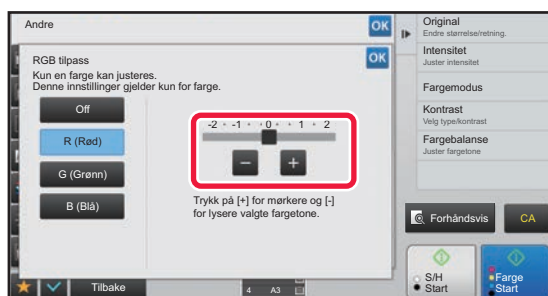 Andre
OK
RGB tilpass
OK
Kun en farge kan justeres.
Denne innstillinger gjelder kun for farge.
Off
R (Rød)
G (Grønn)
B (Blå)
-2 • -1 • • 0 • • 1 • 2
− +
Trykk på [+] for mørkere og [-]
for lysere valgte fargetone.
Tilbake
4 A3
Original
Endre størrelse/retning.
Intensitet
Juster intensitet
Fargemodus
Kontrast
Velg type/kontrast
Fargebalanse
Juster fargetone
Forhåndsvis
CA
S/H
Start
Farge
Start